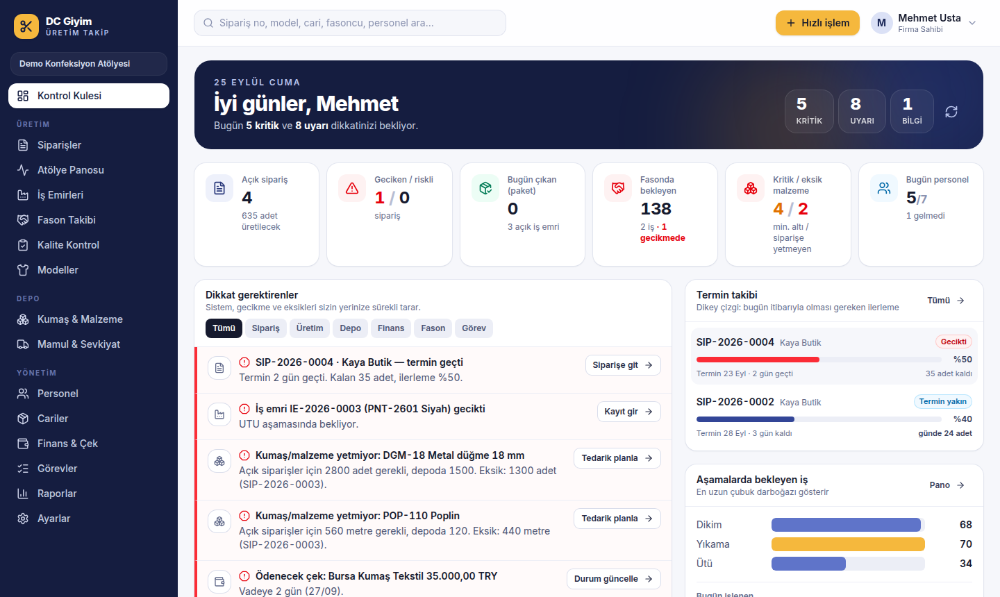 DC Giyim
ÜRETİM TAKİP
Demo Konfeksiyon Atölyesi
Kontrol Kulesi
ÜRETİM
Siparişler
Atölye Panosu
İş Emirleri
Fason Takibi
Kalite Kontrol
Modeller
DEPO
Kumaş & Malzeme
Mamul & Sevkiyat
YÖNETİM
Personel
Cariler
Finans & Çek
Görevler
Raporlar
Ayarlar
Sipariş no, model, cari, fasoncu, personel ara...
Hızlı işlem
M
Mehmet Usta
Firma Sahibi
25 EYLÜL CUMA
İyi günler, Mehmet
Bugün 5 kritik ve 8 uyarı dikkatinizi bekliyor.
5
KRİTİK
8
UYARI
1
BİLGİ
Açık sipariş
4
635 adet
üretilecek
Geciken / riskli
1 / 0
sipariş
Bugün çıkan
(paket)
0
3 açık iş emri
Fasonda
bekleyen
138
2 iş · 1
gecikmede
Kritik / eksik
malzeme
4 / 2
min. altı /
siparişe
yetmeyen
Bugün personel
5/7
1 gelmedi
Dikkat gerektirenler
Sistem, gecikme ve eksikleri sizin yerinize sürekli tarar.
Tümü Sipariş Üretim Depo Finans Fason Görev
SIP-2026-0004 · Kaya Butik — termin geçti
Termin 2 gün geçti. Kalan 35 adet, ilerleme %50.
Siparişe git
İş emri IE-2026-0003 (PNT-2601 Siyah) gecikti
UTU aşamasında bekliyor.
Kayıt gir
Kumaş/malzeme yetmiyor: DGM-18 Metal düğme 18 mm
Açık siparişler için 2800 adet gerekli, depoda 1500. Eksik: 1300 adet
(SIP-2026-0003).
Tedarik planla
Kumaş/malzeme yetmiyor: POP-110 Poplin
Açık siparişler için 560 metre gerekli, depoda 120. Eksik: 440 metre
(SIP-2026-0003).
Tedarik planla
Ödenecek çek: Bursa Kumaş Tekstil 35.000,00 TRY
Vadeye 2 gün (27/09).
Durum güncelle
Termin takibi
Dikey çizgi: bugün itibarıyla olması gereken ilerleme
Tümü
SIP-2026-0004 Kaya Butik
Gecikti
%50
Termin 23 Eyl · 2 gün geçti
35 adet kaldı
SIP-2026-0002 Kaya Butik
Termin yakın
%40
Termin 28 Eyl · 3 gün kaldı
günde 24 adet
Aşamalarda bekleyen iş
En uzun çubuk darboğazı gösterir
Pano
Dikim 68
Yıkama 70
Ütü 34
Bugün işlenen